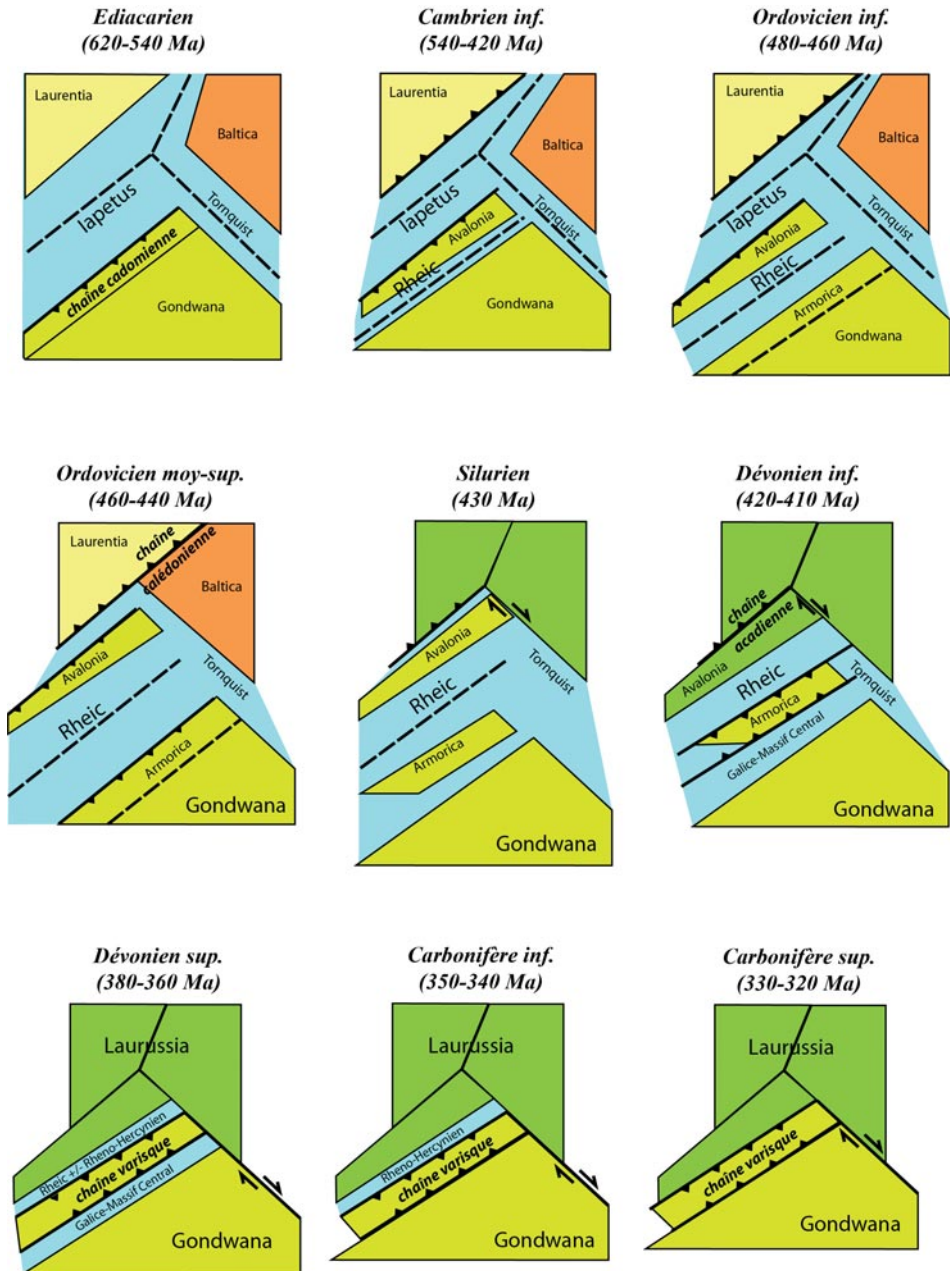 Ediacarien
(620-540 Ma)
Laurentia
Baltica
Iapetus
Tornquist
chaîne cadomienne
Gondwana
Cambrien inf.
(540-420 Ma)
Laurentia
Baltica
Iapetus
Tornquist
Avalonia
Rheic
Gondwana
Ordovicien inf.
(480-460 Ma)
Laurentia
Baltica
Iapetus
Tornquist
Avalonia
Rheic
Armorica
Gondwana
Ordovicien moy-sup.
(460-440 Ma)
Laurentia
chaîne
calédonienne
Baltica
Avalonia
Tornquist
Rheic
Armorica
Gondwana
Silurien
(430 Ma)
Avalonia
Tornquist
Rheic
Armorica
Gondwana
Dévonien inf.
(420-410 Ma)
chaîne
acadienne
Avalonia
Rheic
Tornquist
Armorica
Galice-Massif Central
Gondwana
Dévonien sup.
(380-360 Ma)
Laurussia
Rheic +/- Rheno-Hercynien
chaîne varisque
Galice-Massif Central
Gondwana
Carbonifère inf.
(350-340 Ma)
Laurussia
Rheno-Hercynien
chaîne varisque
Gondwana
Carbonifère sup.
(330-320 Ma)
Laurussia
chaîne varisque
Gondwana